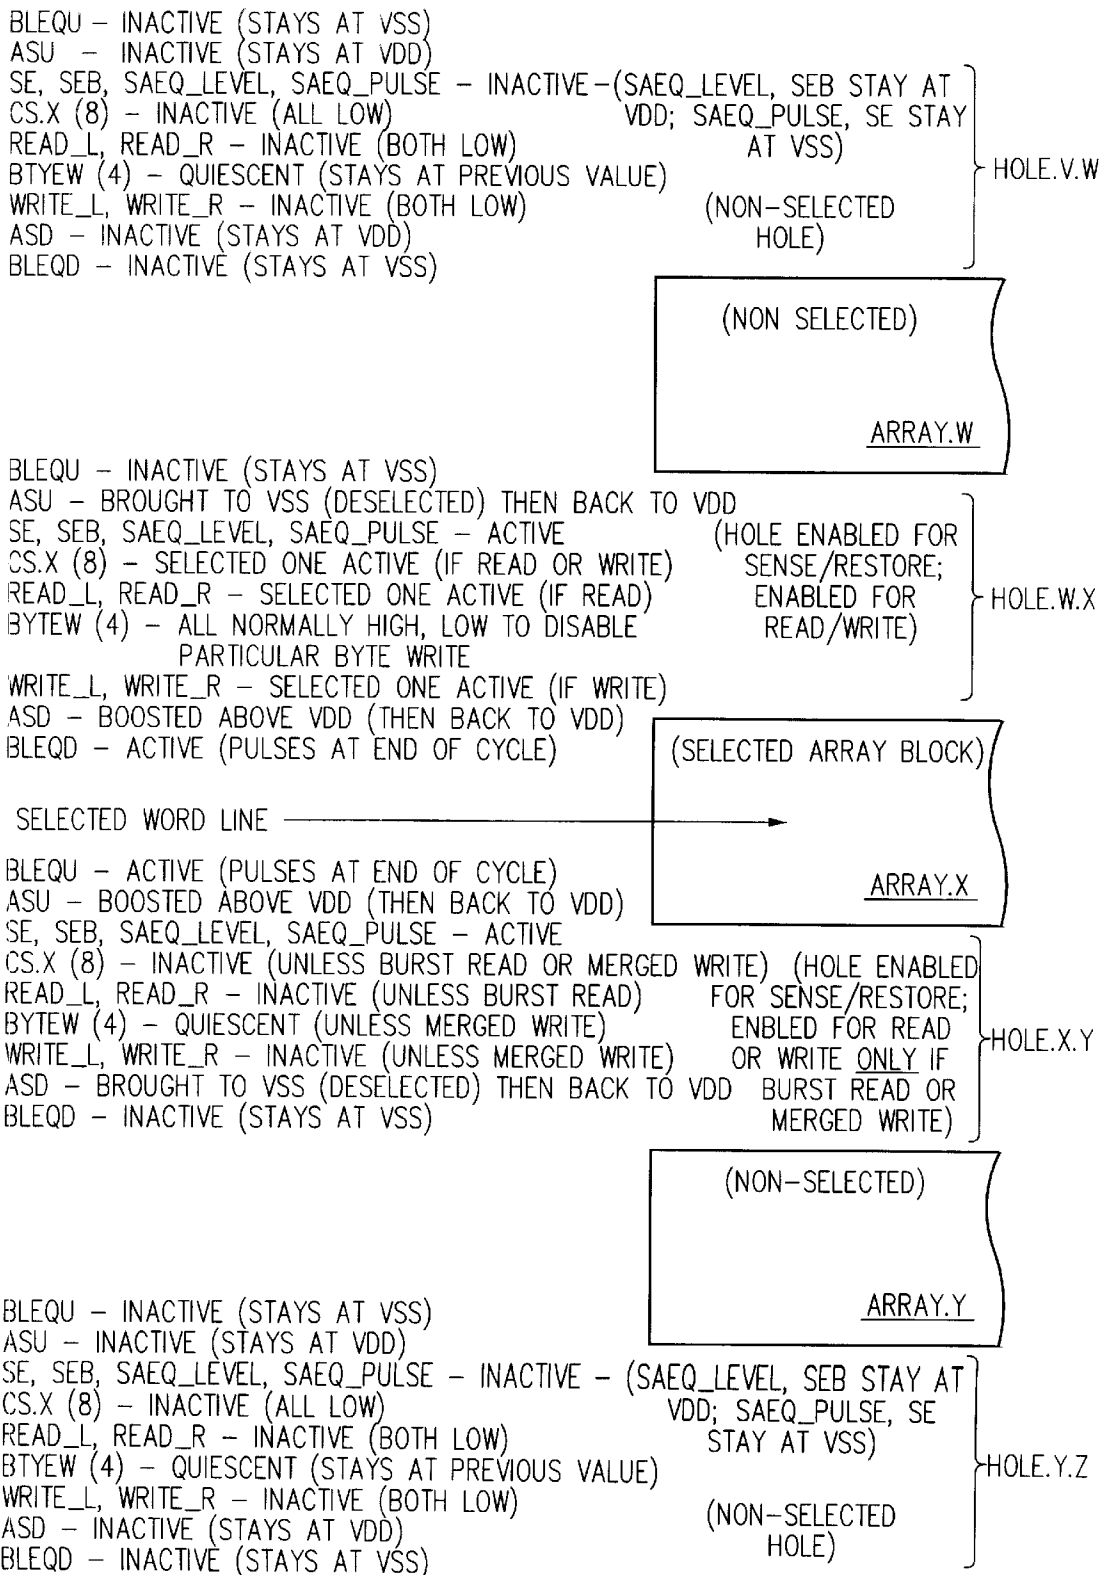 BLEQU – INACTIVE (STAYS AT VSS)
ASU – INACTIVE (STAYS AT VDD)
SE, SEB, SAEQ_LEVEL, SAEQ_PULSE – INACTIVE–(SAEQ_LEVEL, SEB STAY AT
CS.X (8) – INACTIVE (ALL LOW) VDD; SAEQ_PULSE, SE STAY
READ_L, READ_R – INACTIVE (BOTH LOW) AT VSS)
BTYEW (4) – QUIESCENT (STAYS AT PREVIOUS VALUE) HOLE.V.W
WRITE_L, WRITE_R – INACTIVE (BOTH LOW) (NON–SELECTED
ASD – INACTIVE (STAYS AT VDD) HOLE)
BLEQD – INACTIVE (STAYS AT VSS)
(NON SELECTED)
ARRAY.W
BLEQU – INACTIVE (STAYS AT VSS)
ASU – BROUGHT TO VSS (DESELECTED) THEN BACK TO VDD
SE, SEB, SAEQ_LEVEL, SAEQ_PULSE – ACTIVE (HOLE ENABLED FOR
CS.X (8) – SELECTED ONE ACTIVE (IF READ OR WRITE) SENSE/RESTORE;
READ_L, READ_R – SELECTED ONE ACTIVE (IF READ) ENABLED FOR HOLE.W.X
BYTEW (4) – ALL NORMALLY HIGH, LOW TO DISABLE READ/WRITE)
PARTICULAR BYTE WRITE
WRITE_L, WRITE_R – SELECTED ONE ACTIVE (IF WRITE)
ASD – BOOSTED ABOVE VDD (THEN BACK TO VDD)
BLEQD – ACTIVE (PULSES AT END OF CYCLE)
(SELECTED ARRAY BLOCK)
SELECTED WORD LINE
ARRAY.X
BLEQU – ACTIVE (PULSES AT END OF CYCLE)
ASU – BOOSTED ABOVE VDD (THEN BACK TO VDD)
SE, SEB, SAEQ_LEVEL, SAEQ_PULSE – ACTIVE
CS.X (8) – INACTIVE (UNLESS BURST READ OR MERGED WRITE) (HOLE ENABLED
READ_L, READ_R – INACTIVE (UNLESS BURST READ) FOR SENSE/RESTORE;
BYTEW (4) – QUIESCENT (UNLESS MERGED WRITE) ENBLED FOR READ
WRITE_L, WRITE_R – INACTIVE (UNLESS MERGED WRITE) OR WRITE ONLY IF HOLE.X.Y
ASD – BROUGHT TO VSS (DESELECTED) THEN BACK TO VDD BURST READ OR
BLEQD – INACTIVE (STAYS AT VSS) MERGED WRITE)
(NON–SELECTED)
ARRAY.Y
BLEQU – INACTIVE (STAYS AT VSS)
ASU – INACTIVE (STAYS AT VDD)
SE, SEB, SAEQ_LEVEL, SAEQ_PULSE – INACTIVE – (SAEQ_LEVEL, SEB STAY AT
CS.X (8) – INACTIVE (ALL LOW) VDD; SAEQ_PULSE, SE
READ_L, READ_R – INACTIVE (BOTH LOW) STAY AT VSS)
BTYEW (4) – QUIESCENT (STAYS AT PREVIOUS VALUE) HOLE.Y.Z
WRITE_L, WRITE_R – INACTIVE (BOTH LOW) (NON–SELECTED
ASD – INACTIVE (STAYS AT VDD) HOLE)
BLEQD – INACTIVE (STAYS AT VSS)